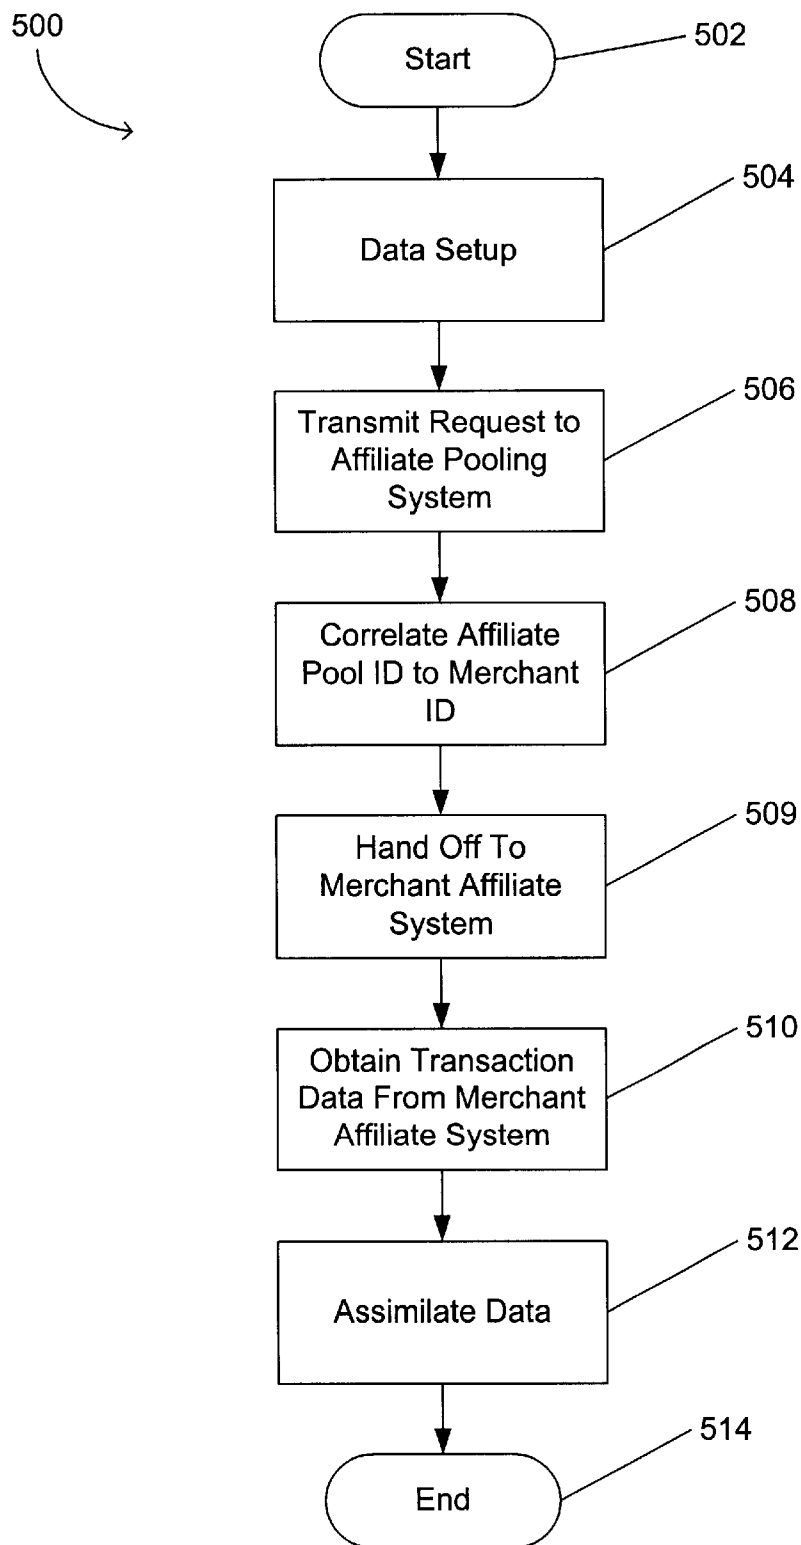 500
Start
502
Data Setup
504
Transmit Request to
Affiliate Pooling
System
506
Correlate Affiliate
Pool ID to Merchant
ID
508
Hand Off To
Merchant Affiliate
System
509
Obtain Transaction
Data From Merchant
Affiliate System
510
Assimilate Data
512
End
514